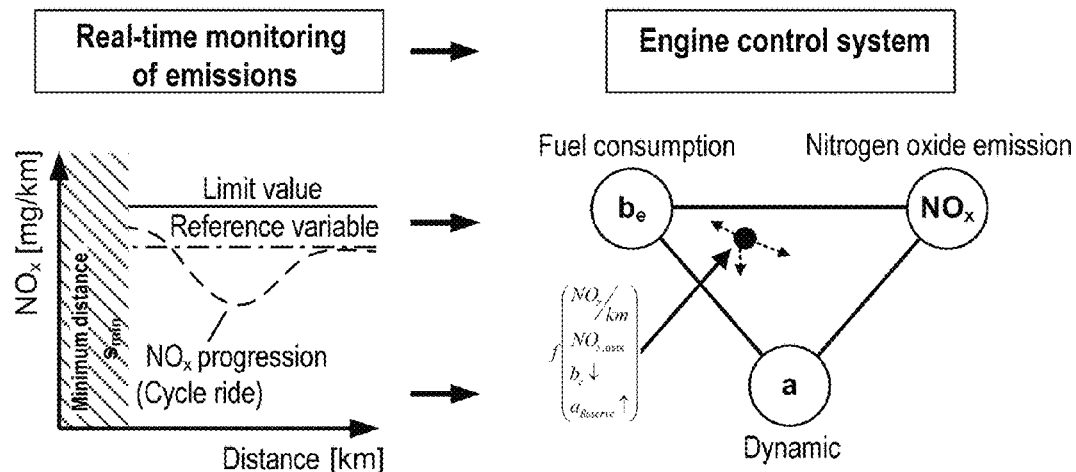 Real-time monitoring
of emissions
Engine control system
NOₓ [mg/km]
Minimum distance
Limit value
Reference variable
NOₓ progression
(Cycle ride)
Distance [km]
Fuel consumption
Nitrogen oxide emission
bₑ
NOₓ
f
NOₓ/km
bₑ ↓
a_Reserve ↑
a
Dynamic